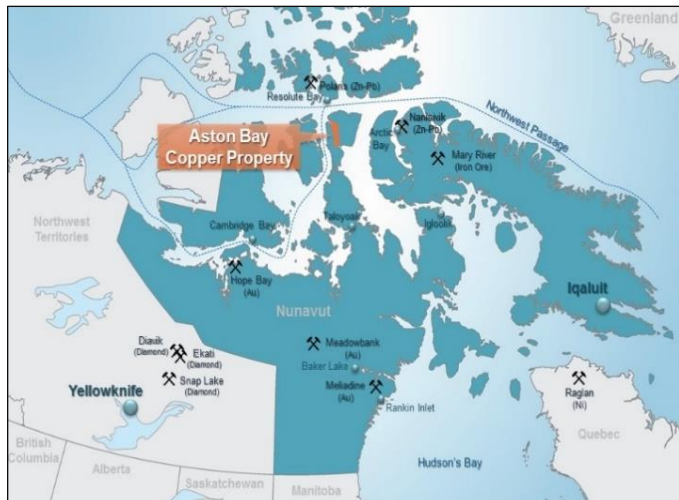 Greenland
Polaris (Zn-Pb)
Resolute Bay
Northwest Passage
Aston Bay
Copper Property
Arctic
Bay
Nanisivik
(Zn-Pb)
Mary River
(Iron Ore)
Northwest
Territories
Cambridge Bay
Taloyoak
Igloolik
Hope Bay
(Au)
Nunavut
Iqaluit
Diavik
(Diamond)
Ekati
(Diamond)
Snap Lake
(Diamond)
Meadowbank
(Au)
Baker Lake
Meliadine
(Au)
Rankin Inlet
Yellowknife
Raglan
(Ni)
British
Columbia
Alberta
Saskatchewan
Manitoba
Hudson's Bay
Quebec